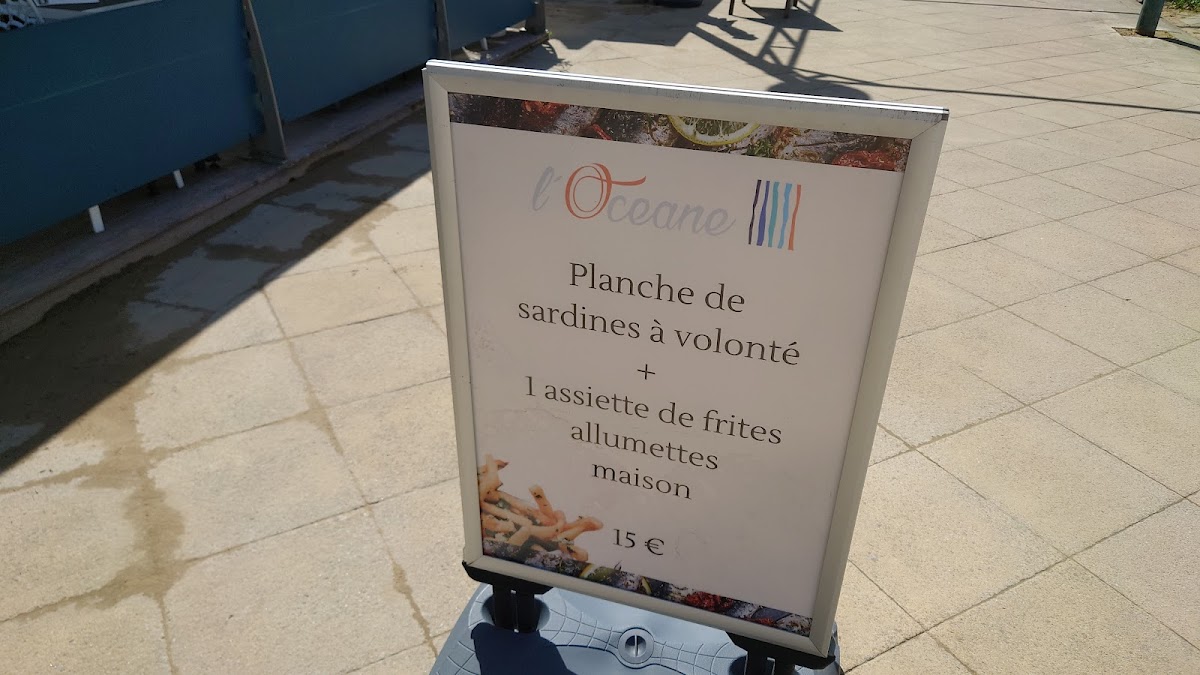 l'Oceane
Planche de
sardines à volonté
+
1 assiette de frites
allumettes
maison
15 €